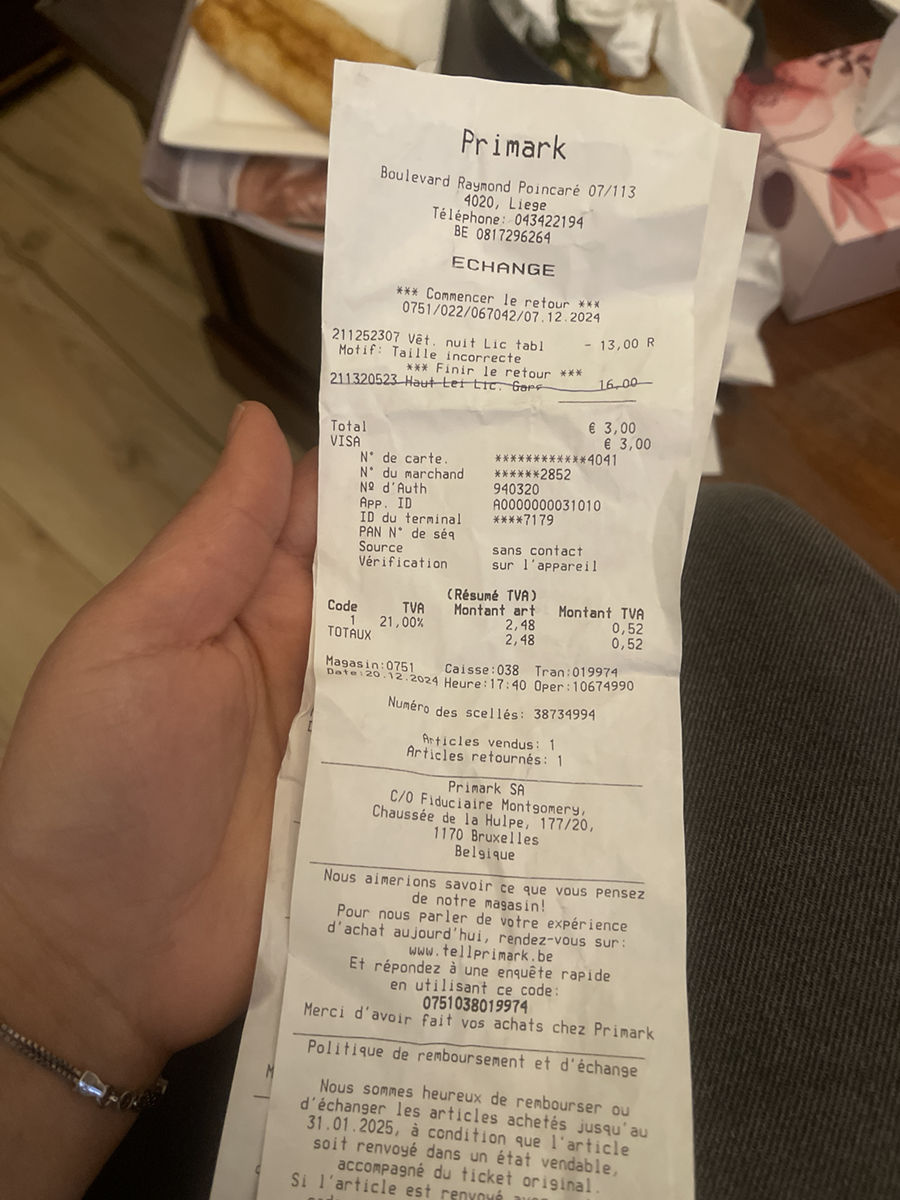 Primark
Boulevard Raymond Poincaré 07/113
4020, Liege
Téléphone: 043422194
BE 0817296264
ECHANGE
*** Commencer le retour ***
0751/022/067042/07.12.2024
211252307 Vêt. nuit Lic tabl - 13,00 R
Motif: Taille incorrecte
*** Finir le retour ***
211320523 Haut Lei Lic. Garc 16,00
Total € 3,00
VISA € 3,00
N° de carte. ************4041
N° du marchand ******2852
Nº d'Auth 940320
App. ID A0000000031010
ID du terminal ****7179
PAN N° de séq
Source sans contact
Vérification sur l'appareil
(Résumé TVA)
Code TVA Montant art Montant TVA
1 21,00% 2,48 0,52
TOTAUX 2,48 0,52
Magasin:0751 Caisse:038 Tran:019974
Date:20.12.2024 Heure:17:40 Oper:10674990
Numéro des scellés: 38734994
Articles vendus: 1
Articles retournés: 1
Primark SA
C/O Fiduciaire Montgomery,
Chaussée de la Hulpe, 177/20,
1170 Bruxelles
Belgique
Nous aimerions savoir ce que vous pensez
de notre magasin!
Pour nous parler de votre expérience
d'achat aujourd'hui, rendez-vous sur:
www.tellprimark.be
Et répondez à une enquête rapide
en utilisant ce code:
0751038019974
Merci d'avoir fait vos achats chez Primark
Politique de remboursement et d'échange
Nous sommes heureux de rembourser ou
d'échanger les articles achetés jusqu'au
31.01.2025, à condition que l'article
soit renvoyé dans un état vendable,
accompagné du ticket original.
Si l'article est renvoyé